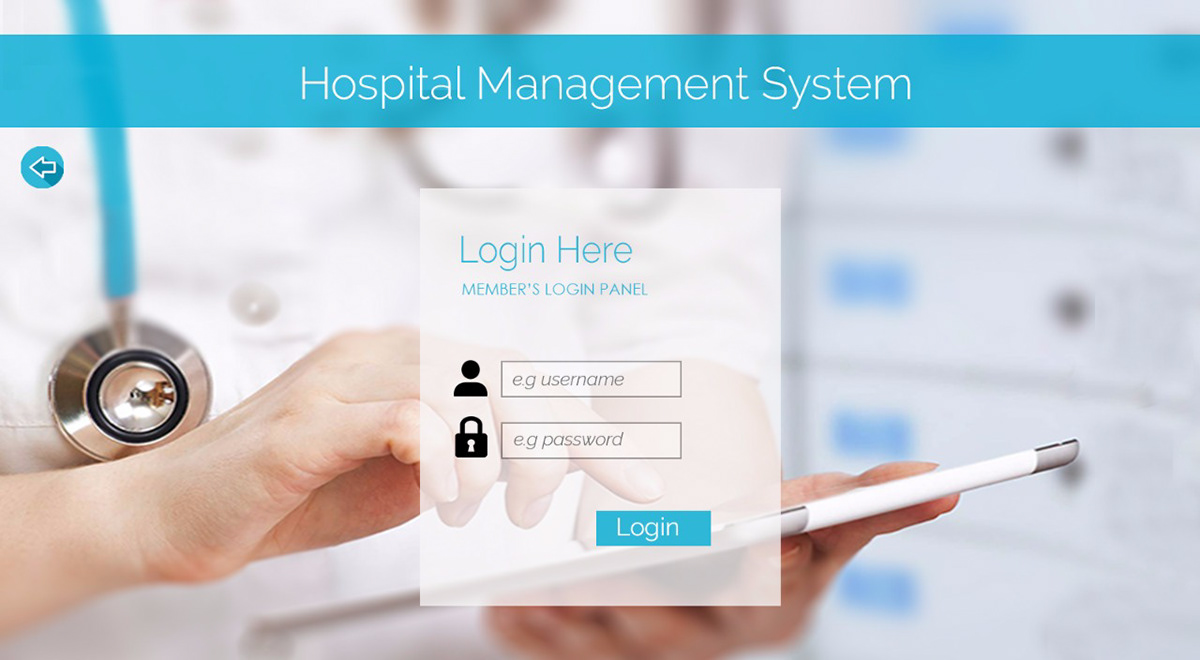 Hospital Management System
Login Here
MEMBER'S LOGIN PANEL
e.g username
e.g password
Login